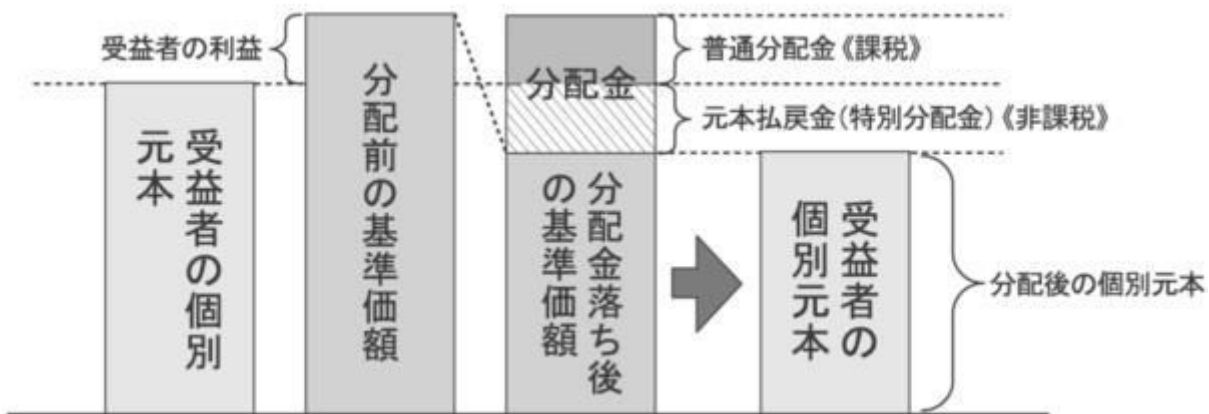 受益者の利益
普通分配金《課税》
分配金
元本払戻金(特別分配金)《非課税》
受益者の個別
元本
分配前の基準価額
分配金落ち後
の基準価額
受益者の
個別元本
分配後の個別元本